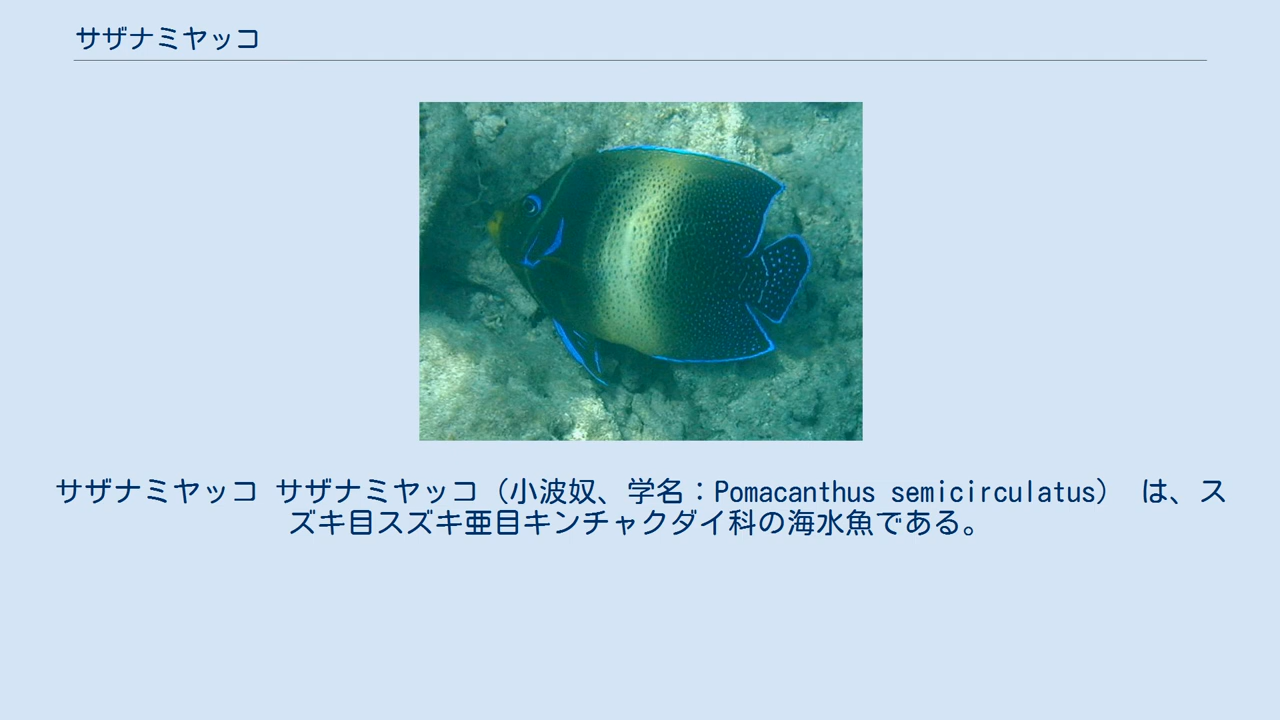 サザナミヤッコ
サザナミヤッコ サザナミヤッコ（小波奴、学名：Pomacanthus semicirculatus） は、ス
ズキ目スズキ亜目キンチャクダイ科の海水魚である。